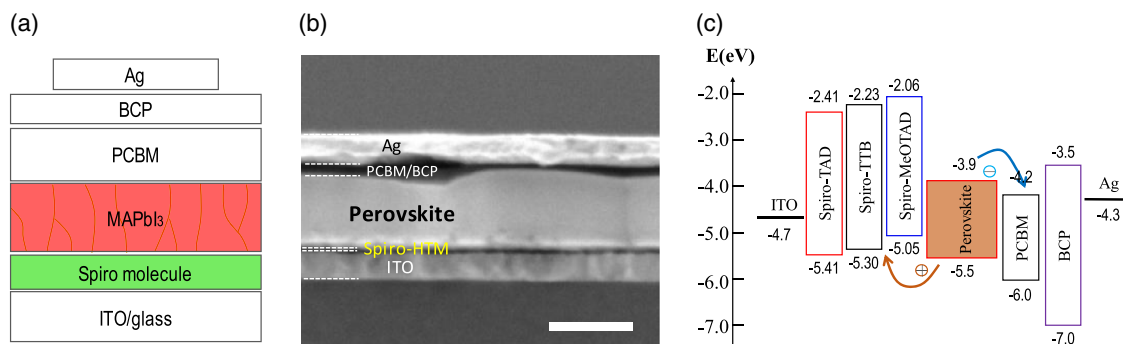 (a)
Ag
BCP
PCBM
MAPbI₃
Spiro molecule
ITO/glass
(b)
Ag
PCBM/BCP
Perovskite
Spiro-HTM
ITO
(c)
E(eV)
-2.0
-3.0
-4.0
-5.0
-6.0
-7.0
ITO
-4.7
-2.41
Spiro-TAD
-5.41
-2.23
Spiro-TTB
-5.30
-2.06
Spiro-MeOTAD
-5.05
-3.9
Perovskite
-5.5
-4.2
PCBM
-6.0
-3.5
BCP
-7.0
Ag
-4.3